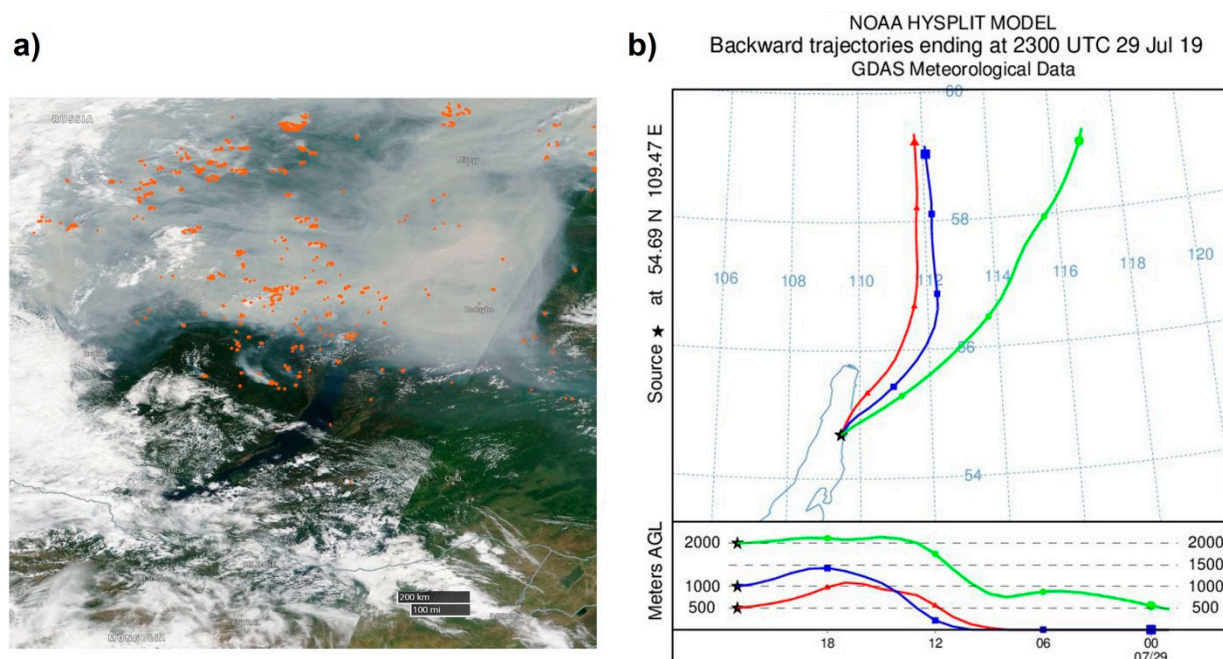 a)
RUSSIA
Chita
200 km
100 mi
MONGOLIA
b)
NOAA HYSPLIT MODEL
Backward trajectories ending at 2300 UTC 29 Jul 19
GDAS Meteorological Data
Source ★ at 54.69 N 109.47 E
60
58
56
54
106
108
110
112
114
116
118
120
Meters AGL
2000
1000
500
2000
1500
1000
500
18
12
06
00
07/29